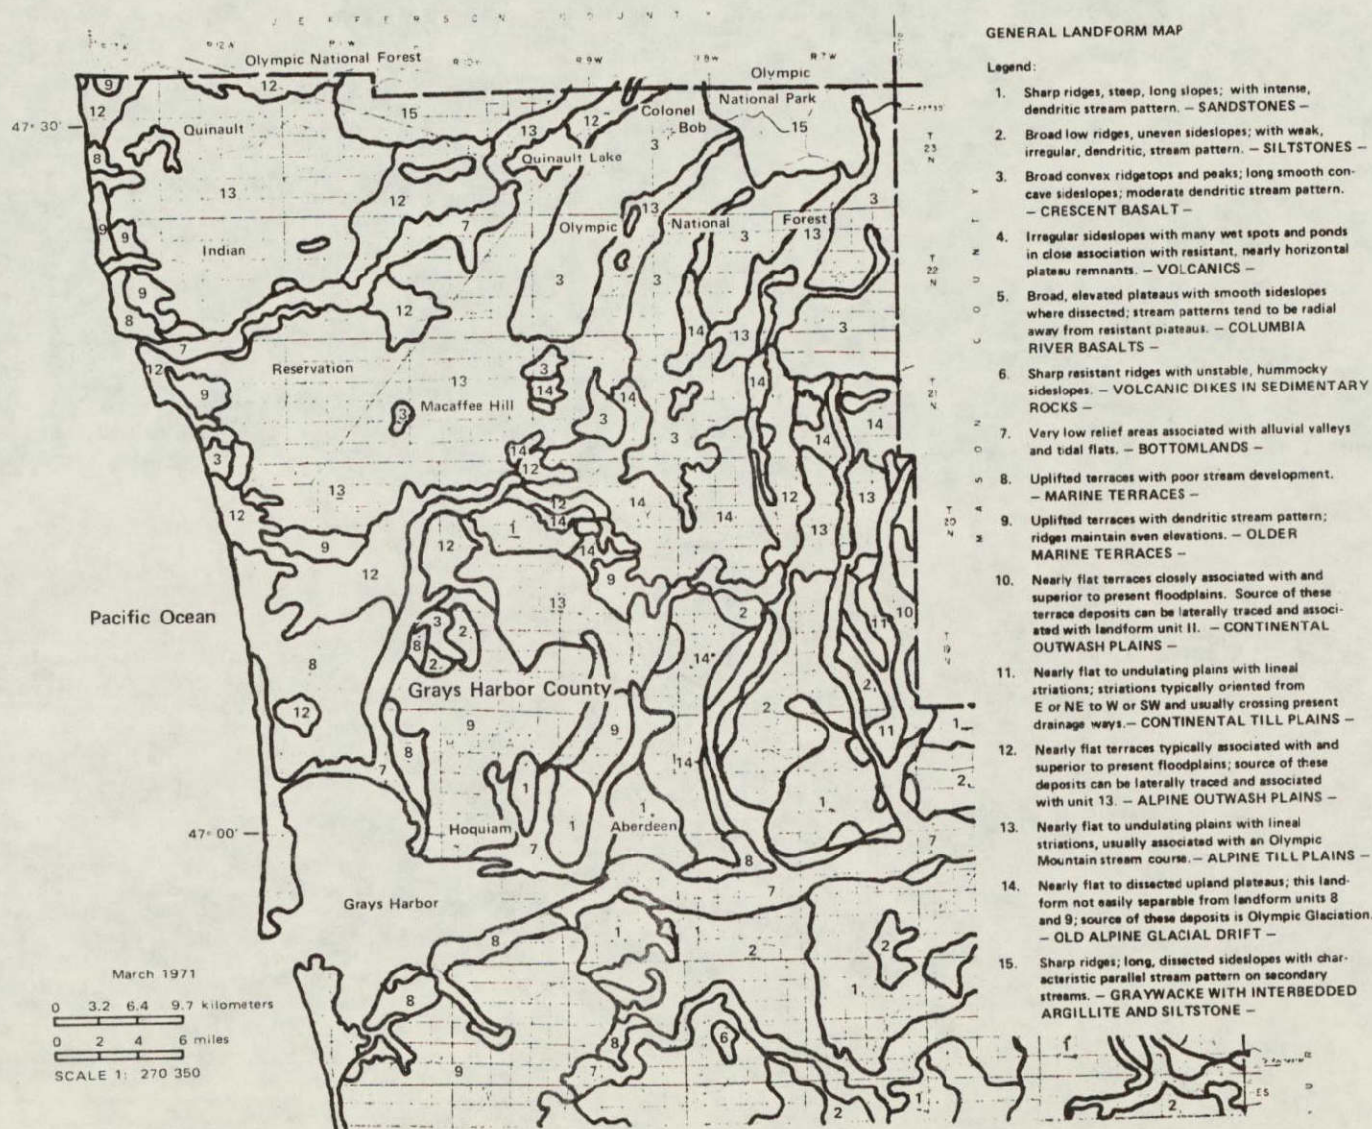 JEFFERSON COUNTY
Olympic National Forest
Olympic
National Park
Colonel
Bob
47° 30'
Quinault
Quinault Lake
Indian
Olympic National Forest
Reservation
Macaffee Hill
Pacific Ocean
Grays Harbor County
47° 00'
Hoquiam
Aberdeen
Grays Harbor
March 1971
0 3.2 6.4 9.7 kilometers
0 2 4 6 miles
SCALE 1: 270 350
GENERAL LANDFORM MAP
Legend:
1. Sharp ridges, steep, long slopes; with intense,
dendritic stream pattern. — SANDSTONES —
2. Broad low ridges, uneven sideslopes; with weak,
irregular, dendritic, stream pattern. — SILTSTONES —
3. Broad convex ridgetops and peaks; long smooth con-
cave sideslopes; moderate dendritic stream pattern.
— CRESCENT BASALT —
4. Irregular sideslopes with many wet spots and ponds
in close association with resistant, nearly horizontal
plateau remnants. — VOLCANICS —
5. Broad, elevated plateaus with smooth sideslopes
where dissected; stream patterns tend to be radial
away from resistant plateaus. — COLUMBIA
RIVER BASALTS —
6. Sharp resistant ridges with unstable, hummocky
sideslopes. — VOLCANIC DIKES IN SEDIMENTARY
ROCKS —
7. Very low relief areas associated with alluvial valleys
and tidal flats. — BOTTOMLANDS —
8. Uplifted terraces with poor stream development.
— MARINE TERRACES —
9. Uplifted terraces with dendritic stream pattern;
ridges maintain even elevations. — OLDER
MARINE TERRACES —
10. Nearly flat terraces closely associated with and
superior to present floodplains. Source of these
terrace deposits can be laterally traced and associ-
ated with landform unit II. — CONTINENTAL
OUTWASH PLAINS —
11. Nearly flat to undulating plains with lineal
striations; striations typically oriented from
E or NE to W or SW and usually crossing present
drainage ways.— CONTINENTAL TILL PLAINS —
12. Nearly flat terraces typically associated with and
superior to present floodplains; source of these
deposits can be laterally traced and associated
with unit 13. — ALPINE OUTWASH PLAINS —
13. Nearly flat to undulating plains with lineal
striations, usually associated with an Olympic
Mountain stream course.— ALPINE TILL PLAINS —
14. Nearly flat to dissected upland plateaus; this land-
form not easily separable from landform units 8
and 9; source of these deposits is Olympic Glaciation.
— OLD ALPINE GLACIAL DRIFT —
15. Sharp ridges; long, dissected sideslopes with char-
acteristic parallel stream pattern on secondary
streams. — GRAYWACKE WITH INTERBEDDED
ARGILLITE AND SILTSTONE —